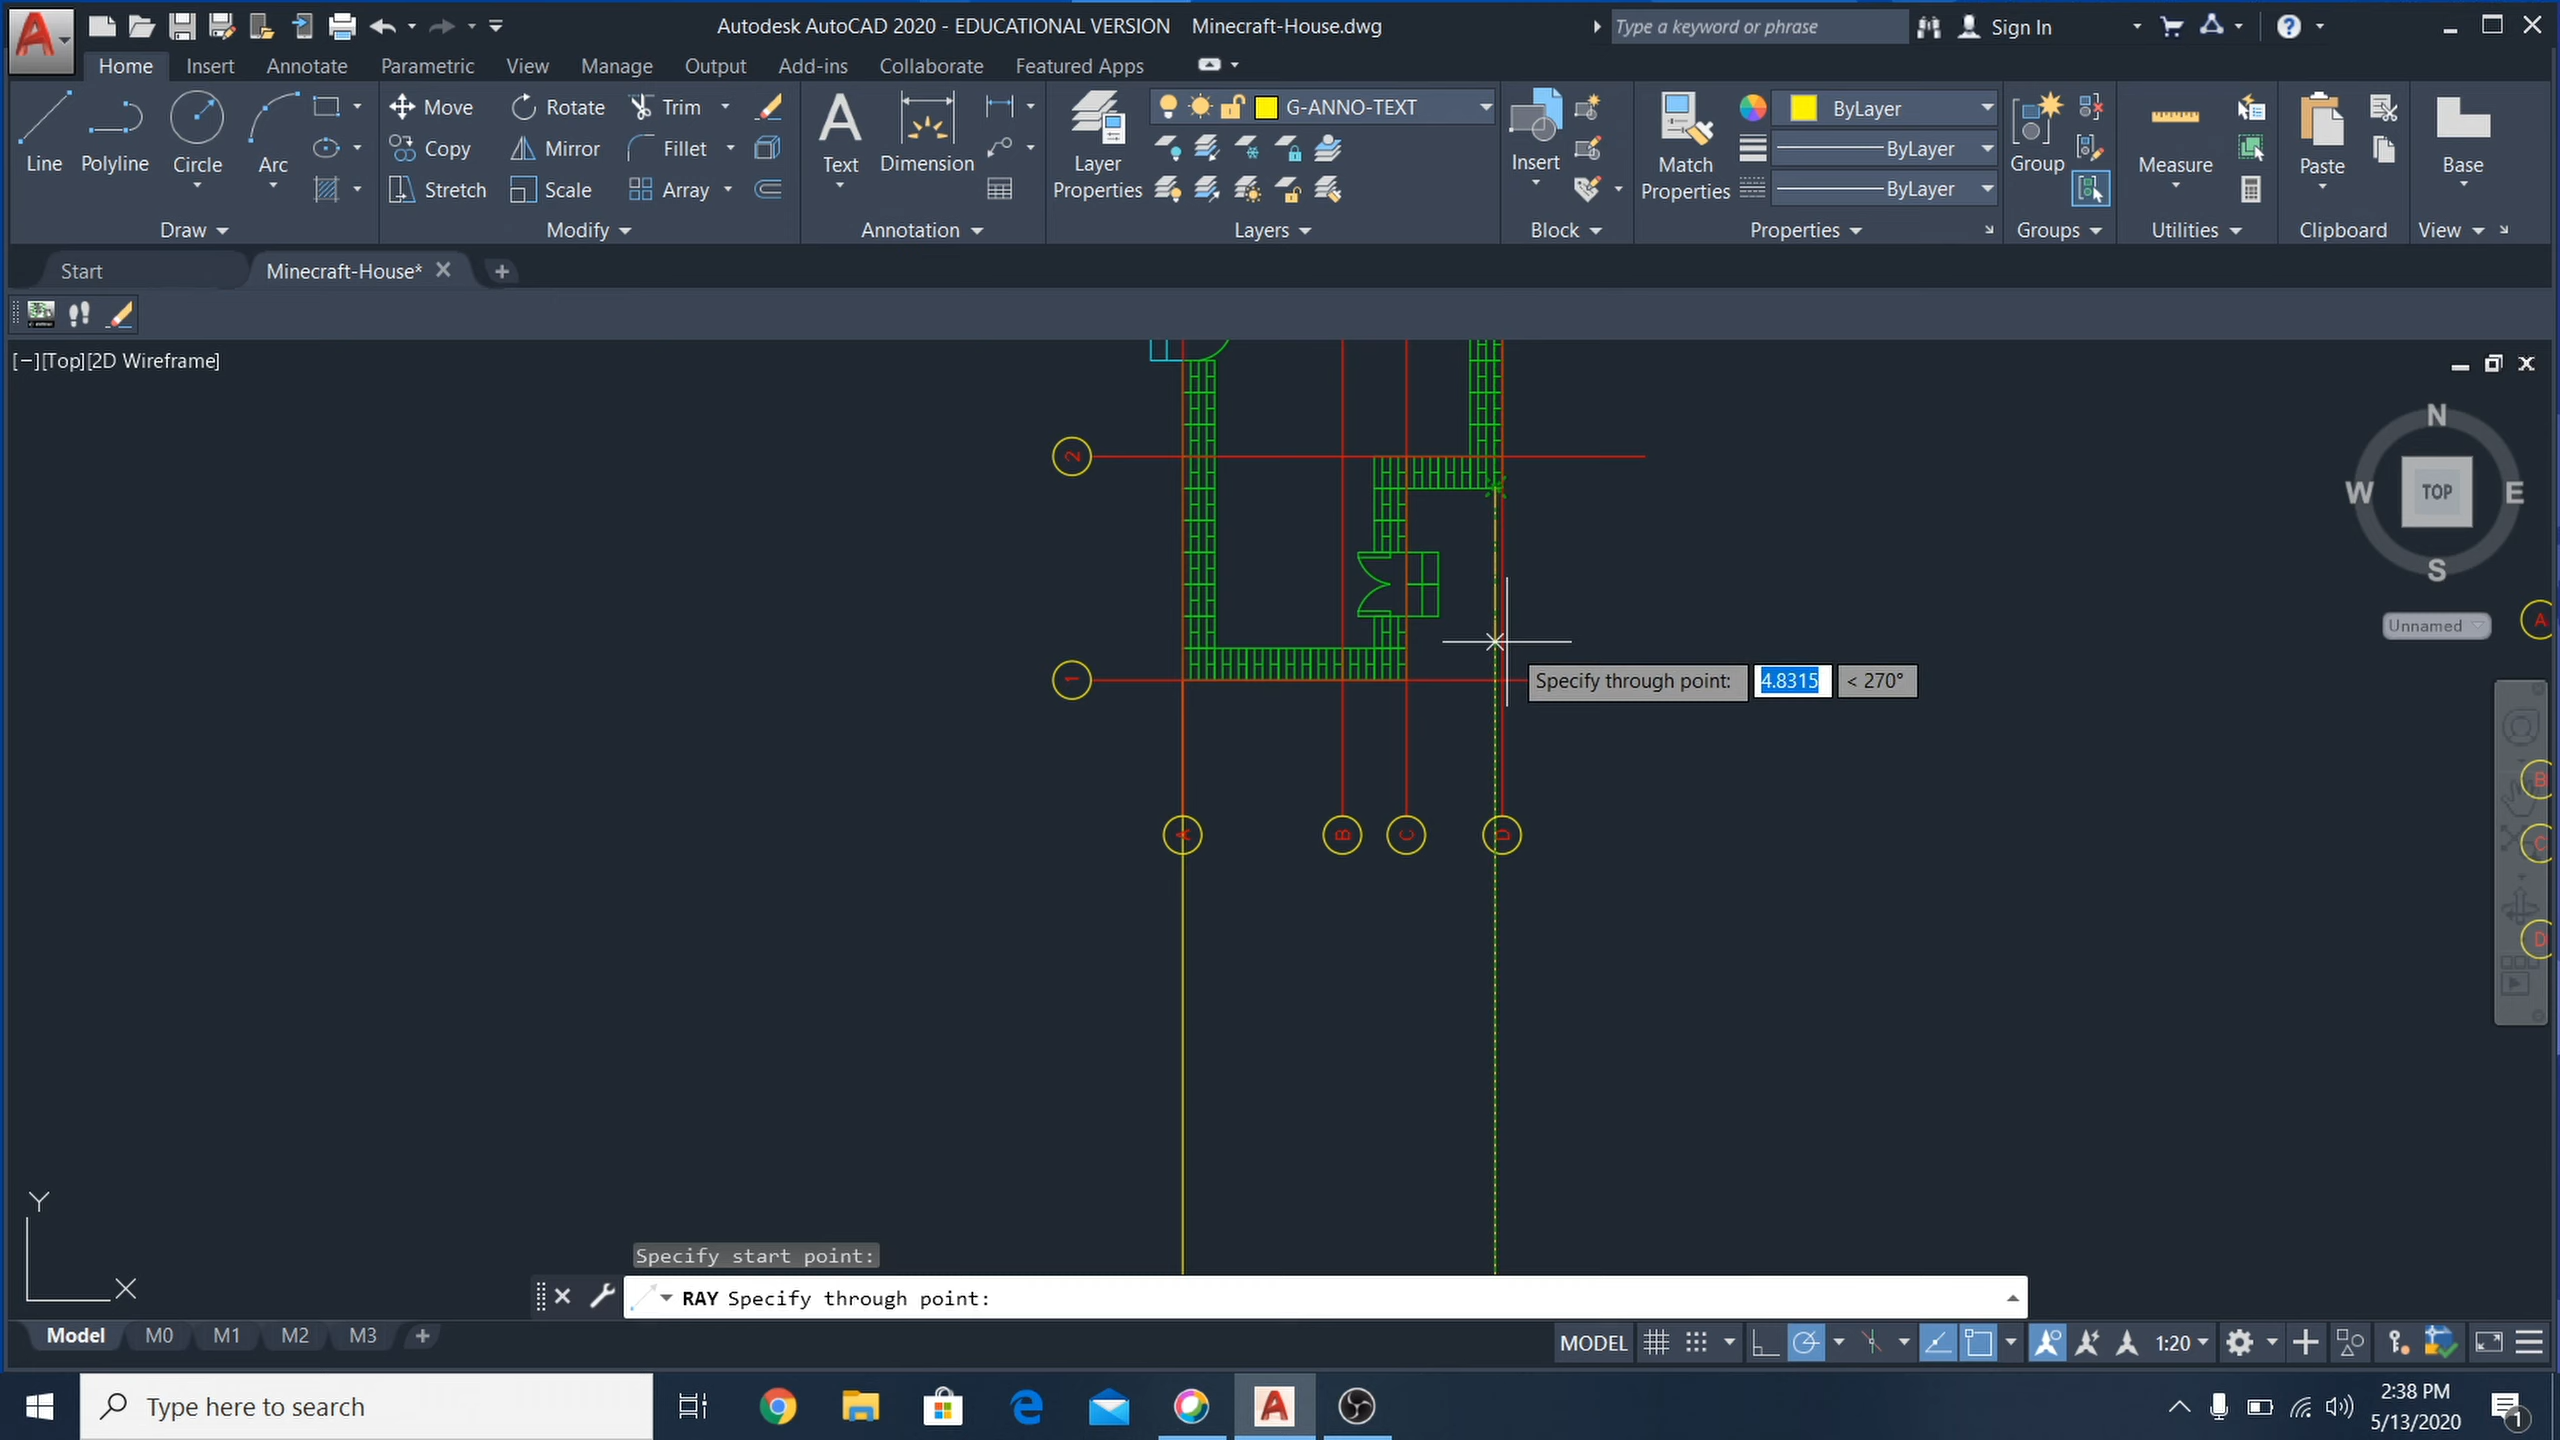 Autodesk AutoCAD 2020 - EDUCATIONAL VERSION Minecraft-House.dwg
Type a keyword or phrase
Sign In
Home Insert Annotate Parametric View Manage Output Add-ins Collaborate Featured Apps
Line Polyline Circle Arc
Move Rotate Trim
Copy Mirror Fillet
Stretch Scale Array
Text Dimension
Layer Properties
G-ANNO-TEXT
Insert
Match Properties
ByLayer
ByLayer
ByLayer
Group
Measure
Paste
Base
Draw Modify Annotation Layers Block Properties Groups Utilities Clipboard View
Start Minecraft-House*
[−][Top][2D Wireframe]
N
W TOP E
S
Unnamed
2
1
Specify through point: 4.8315 < 270°
A B C D
A
B
C
D
Y
X
Specify start point:
RAY Specify through point:
Model M0 M1 M2 M3
MODEL 1:20
Type here to search
2:38 PM
5/13/2020
1